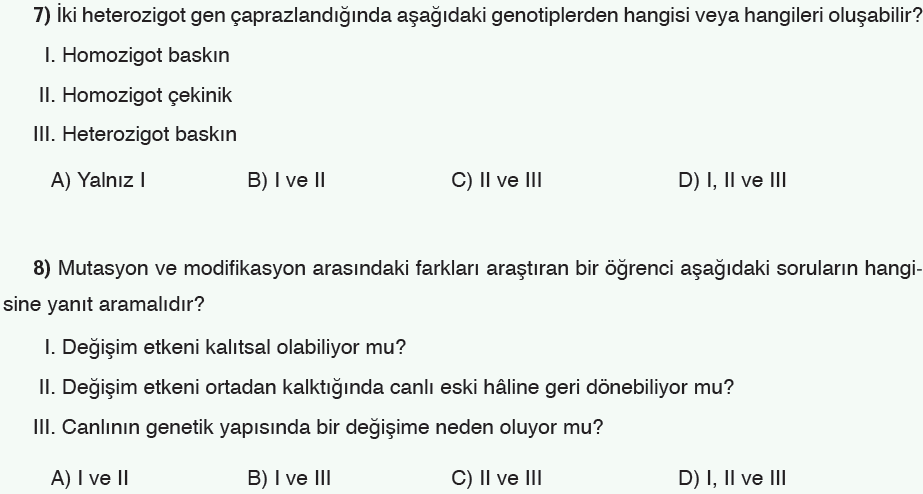 7) İki heterozigot gen çaprazlandığında aşağıdaki genotiplerden hangisi veya hangileri oluşabilir?
I. Homozigot baskın
II. Homozigot çekinik
III. Heterozigot baskın
A) Yalnız I B) I ve II C) II ve III D) I, II ve III
8) Mutasyon ve modifikasyon arasındaki farkları araştıran bir öğrenci aşağıdaki soruların hangi-
sine yanıt aramalıdır?
I. Değişim etkeni kalıtsal olabiliyor mu?
II. Değişim etkeni ortadan kalktığında canlı eski hâline geri dönebiliyor mu?
III. Canlının genetik yapısında bir değişime neden oluyor mu?
A) I ve II B) I ve III C) II ve III D) I, II ve III